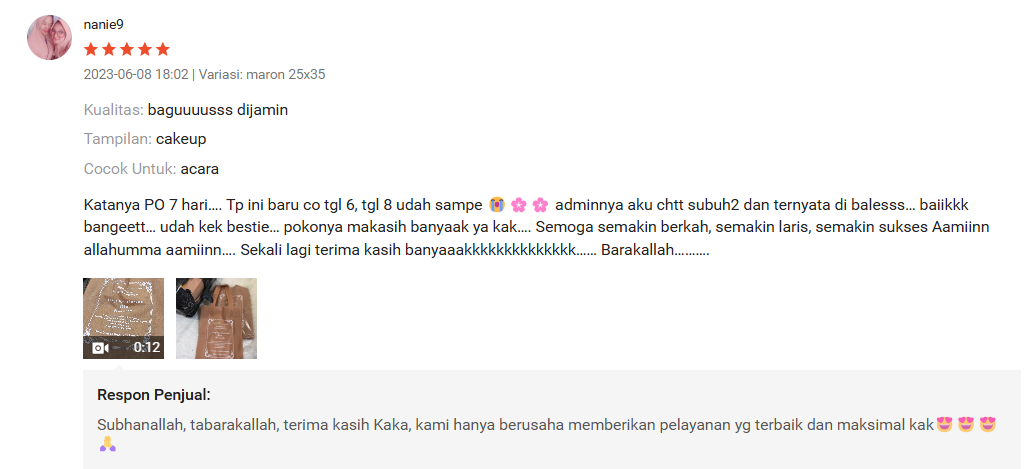 nanie9
2023-06-08 18:02 | Variasi: maron 25x35
Kualitas: baguuuusss dijamin
Tampilan: cakeup
Cocok Untuk: acara
Katanya PO 7 hari.... Tp ini baru co tgl 6, tgl 8 udah sampe 😭🌸🌸 adminnya aku chtt subuh2 dan ternyata di balesss… baiikkk
bangeett… udah kek bestie… pokonya makasih banyaak ya kak…. Semoga semakin berkah, semakin laris, semakin sukses Aamiinn
allahumma aamiinn…. Sekali lagi terima kasih banyaaakkkkkkkkkkkkkkk…… Barakallah……….
0:12
Respon Penjual:
Subhanallah, tabarakallah, terima kasih Kaka, kami hanya berusaha memberikan pelayanan yg terbaik dan maksimal kak😍😍😍
🙏